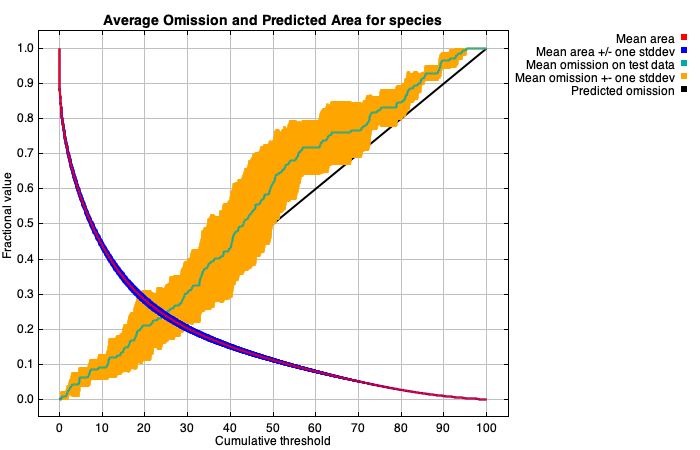 Average Omission and Predicted Area for species
Mean area
Mean area +/- one stddev
Mean omission on test data
Mean omission +- one stddev
Predicted omission
Fractional value
1.0
0.9
0.8
0.7
0.6
0.5
0.4
0.3
0.2
0.1
0.0
0 10 20 30 40 50 60 70 80 90 100
Cumulative threshold